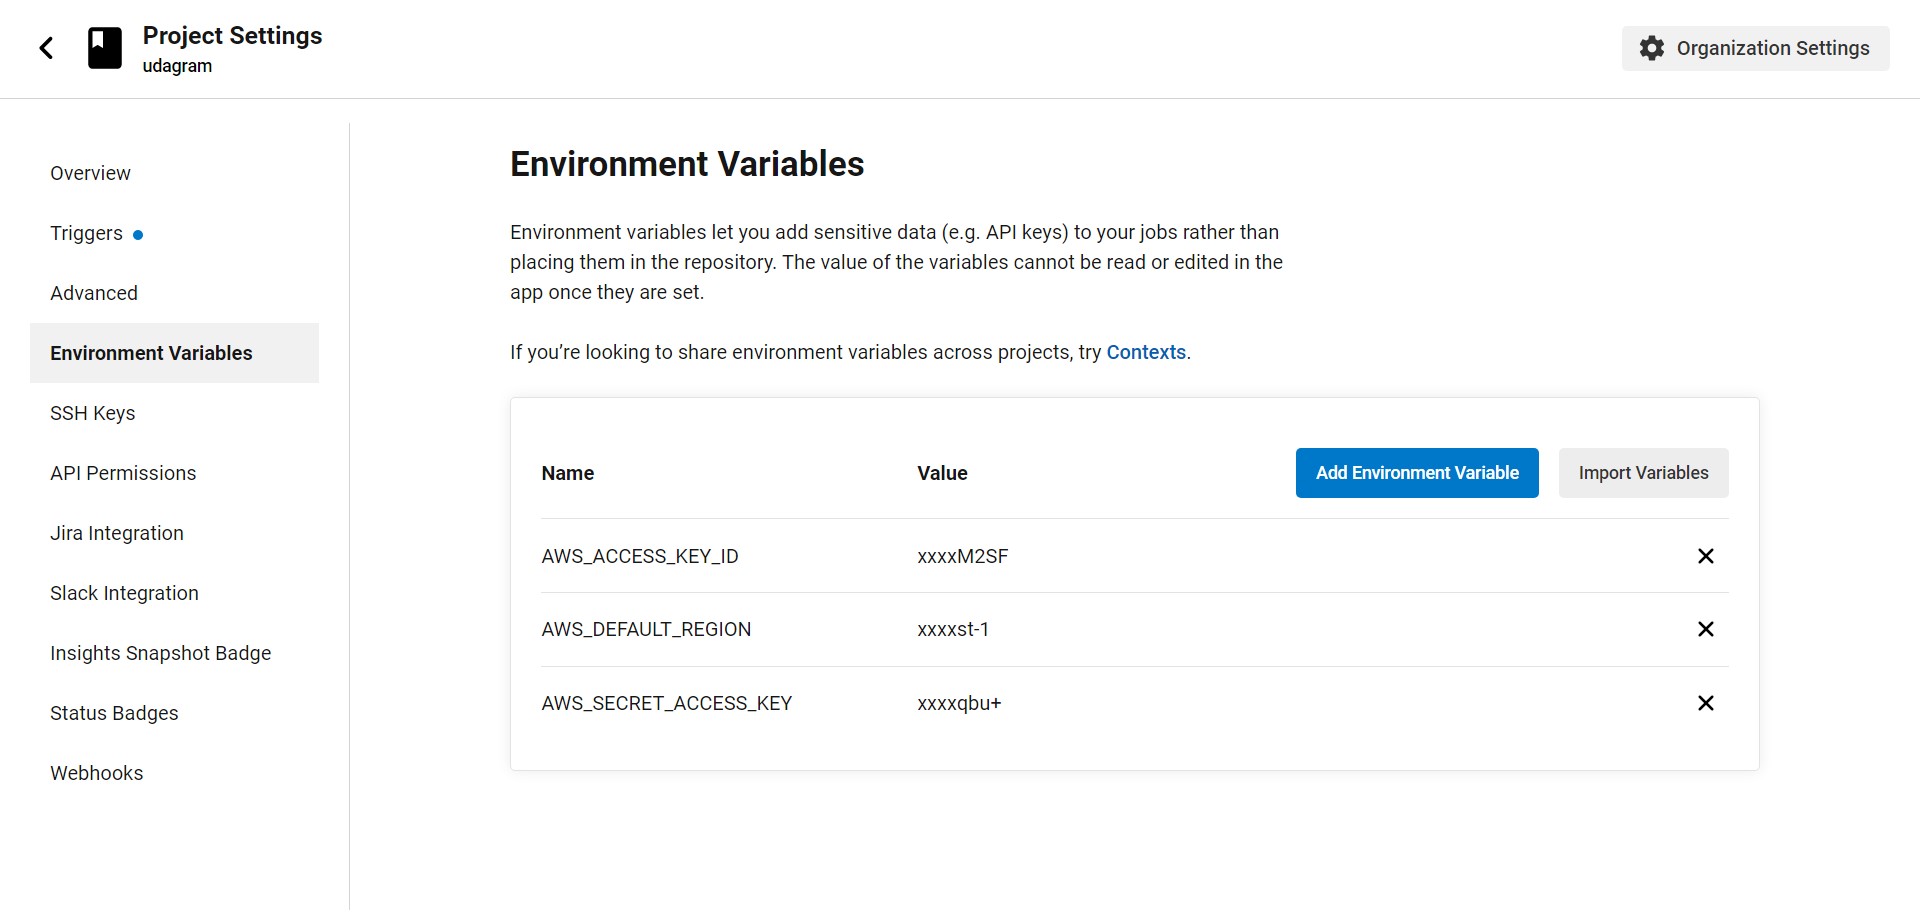 Project Settings
udagram
Organization Settings
Overview
Triggers
Advanced
Environment Variables
SSH Keys
API Permissions
Jira Integration
Slack Integration
Insights Snapshot Badge
Status Badges
Webhooks
Environment Variables
Environment variables let you add sensitive data (e.g. API keys) to your jobs rather than
placing them in the repository. The value of the variables cannot be read or edited in the
app once they are set.
If you’re looking to share environment variables across projects, try Contexts.
Name Value Add Environment Variable Import Variables
AWS_ACCESS_KEY_ID xxxxM2SF
AWS_DEFAULT_REGION xxxxst-1
AWS_SECRET_ACCESS_KEY xxxxqbu+